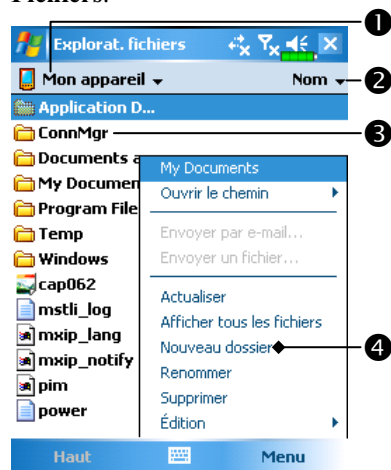 Fichiers.
1
Explorat. fichiers
Mon appareil
Nom
2
Application D...
ConnMgr
3
Documents a
My Documen
Program File
Temp
Windows
cap062
mstli_log
mxip_lang
mxip_notify
pim
power
My Documents
Ouvrir le chemin
Envoyer par e-mail...
Envoyer un fichier...
Actualiser
Afficher tous les fichiers
Nouveau dossier
4
Renommer
Supprimer
Édition
Haut
Menu